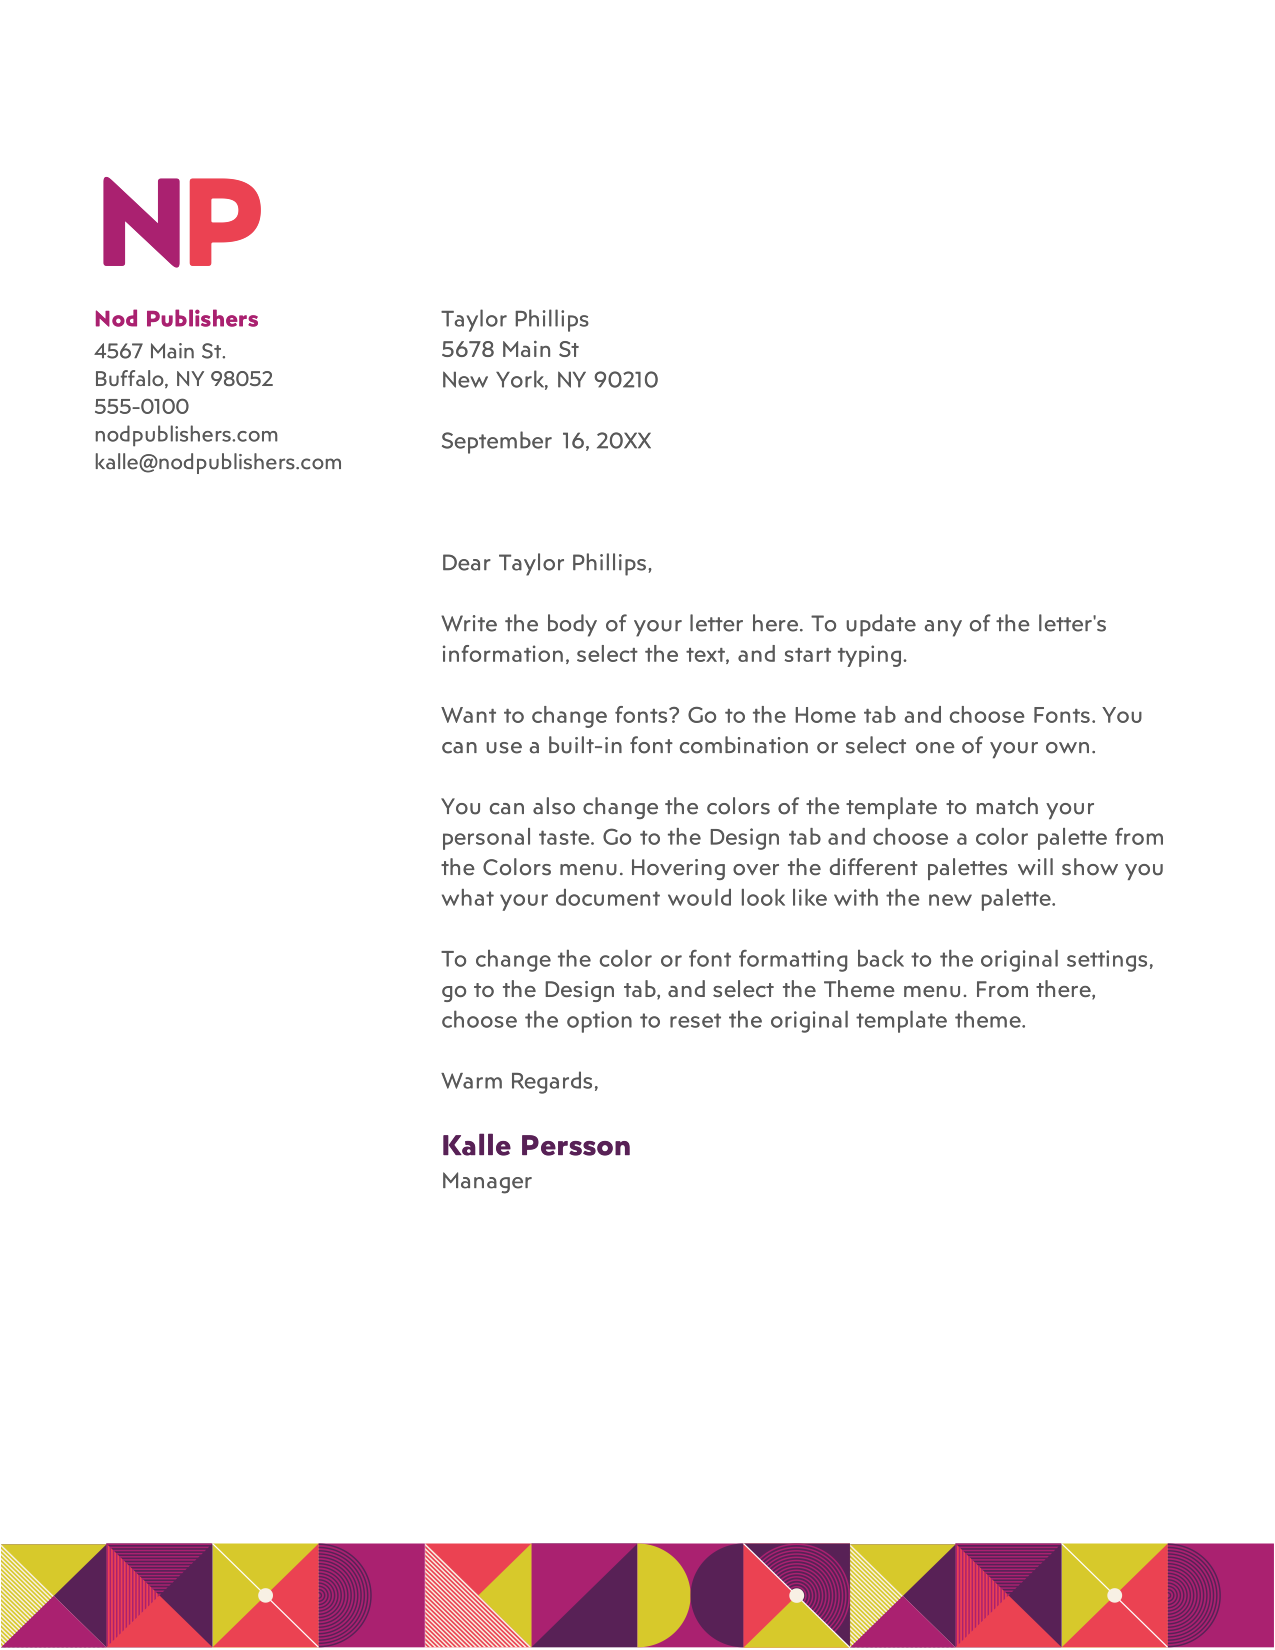 NP
Nod Publishers
4567 Main St.
Buffalo, NY 98052
555-0100
nodpublishers.com
kalle@nodpublishers.com
Taylor Phillips
5678 Main St
New York, NY 90210
September 16, 20XX
Dear Taylor Phillips,
Write the body of your letter here. To update any of the letter's
information, select the text, and start typing.
Want to change fonts? Go to the Home tab and choose Fonts. You
can use a built-in font combination or select one of your own.
You can also change the colors of the template to match your
personal taste. Go to the Design tab and choose a color palette from
the Colors menu. Hovering over the different palettes will show you
what your document would look like with the new palette.
To change the color or font formatting back to the original settings,
go to the Design tab, and select the Theme menu. From there,
choose the option to reset the original template theme.
Warm Regards,
Kalle Persson
Manager